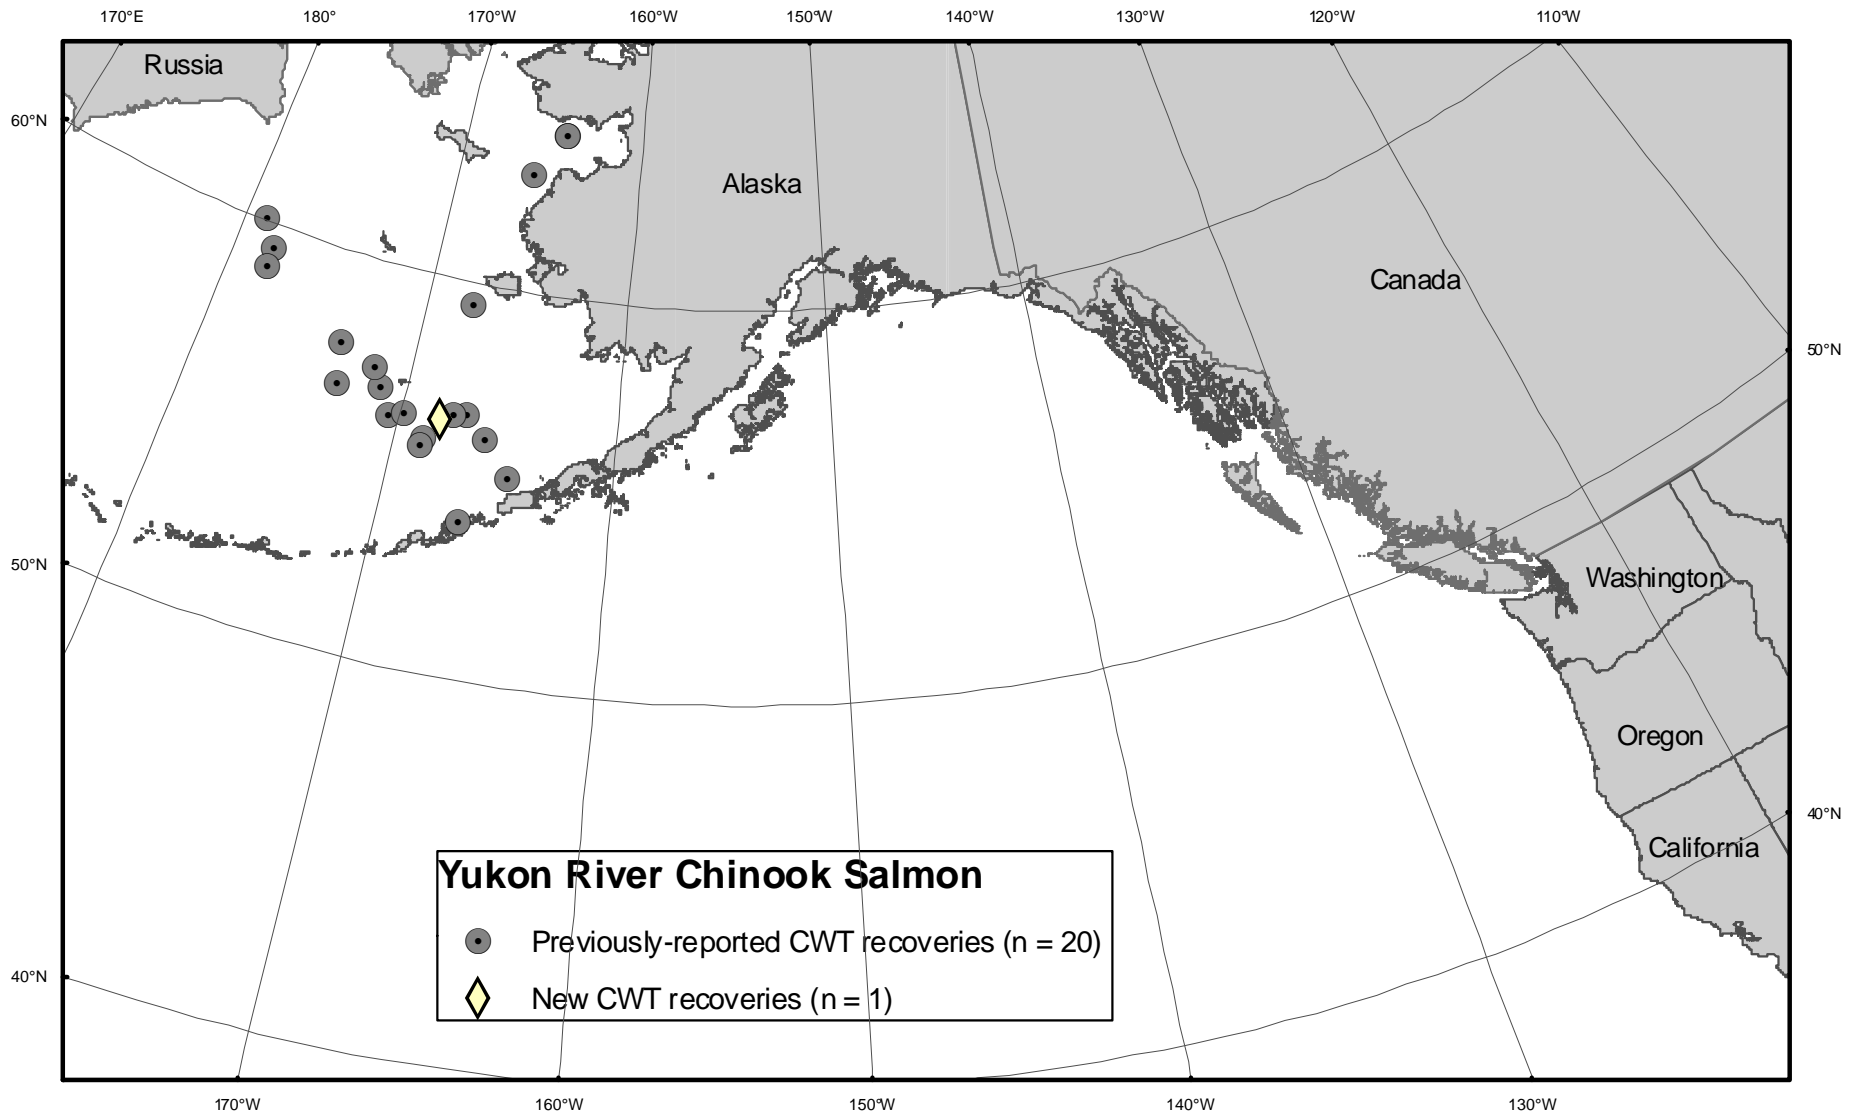 170°E 180° 170°W 160°W 150°W 140°W 130°W 120°W 110°W
Russia
60°N
Alaska
Canada
50°N
50°N
Washington
Oregon
40°N
California
Yukon River Chinook Salmon
Previously-reported CWT recoveries (n = 20)
40°N
New CWT recoveries (n = 1)
170°W 160°W 150°W 140°W 130°W